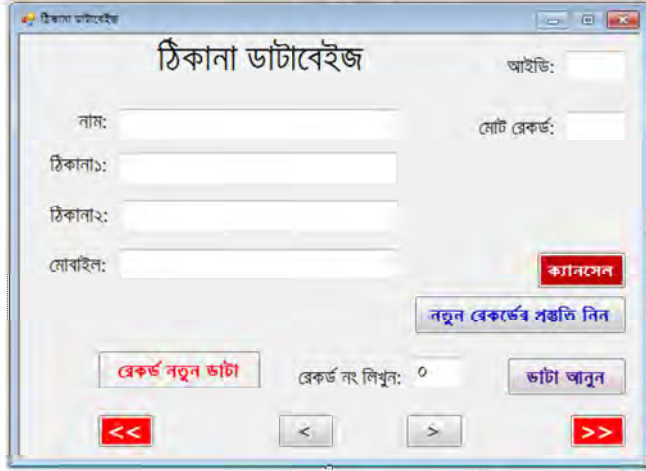 ঠিকানা ডাটাবেইজ
ঠিকানা ডাটাবেইজ
আইডি:
নাম:
মোট রেকর্ড:
ঠিকানা১:
ঠিকানা২:
মোবাইল:
ক্যানসেল
নতুন রেকর্ডের প্রস্তুতি নিন
রেকর্ড নতুন ডাটা
রেকর্ড নং লিখুন: ০
ডাটা আনুন
<< < > >>